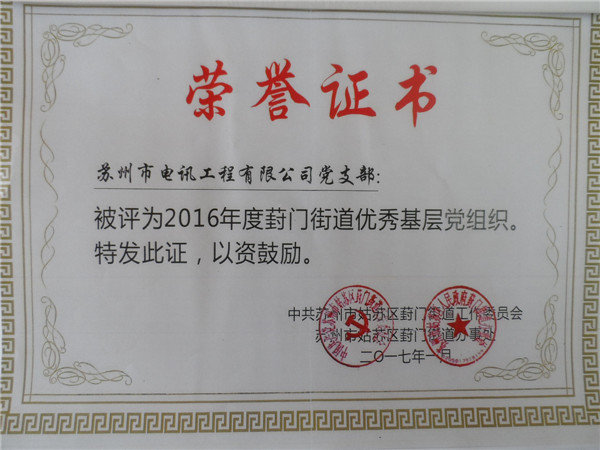 荣誉证书
苏州市电讯工程有限公司党支部:
被评为2016年度葑门街道优秀基层党组织。
特发此证，以资鼓励。
中共苏州市姑苏区葑门街道工作委员会
苏州市姑苏区葑门街道办事处
二〇一七年一月